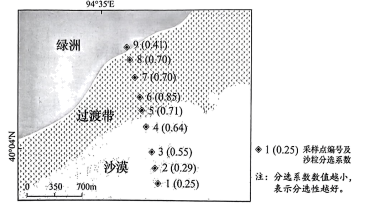 94°35'E
绿洲
9 (0.41)
8 (0.70)
7 (0.70)
6 (0.85)
过渡带
5 (0.71)
4 (0.64)
40°04'N
3 (0.55)
沙漠
2 (0.29)
1 (0.25)
0 350 700m
1 (0.25) 采样点编号及
沙粒分选系数
注：分选系数数值越小，
表示分选性越好。